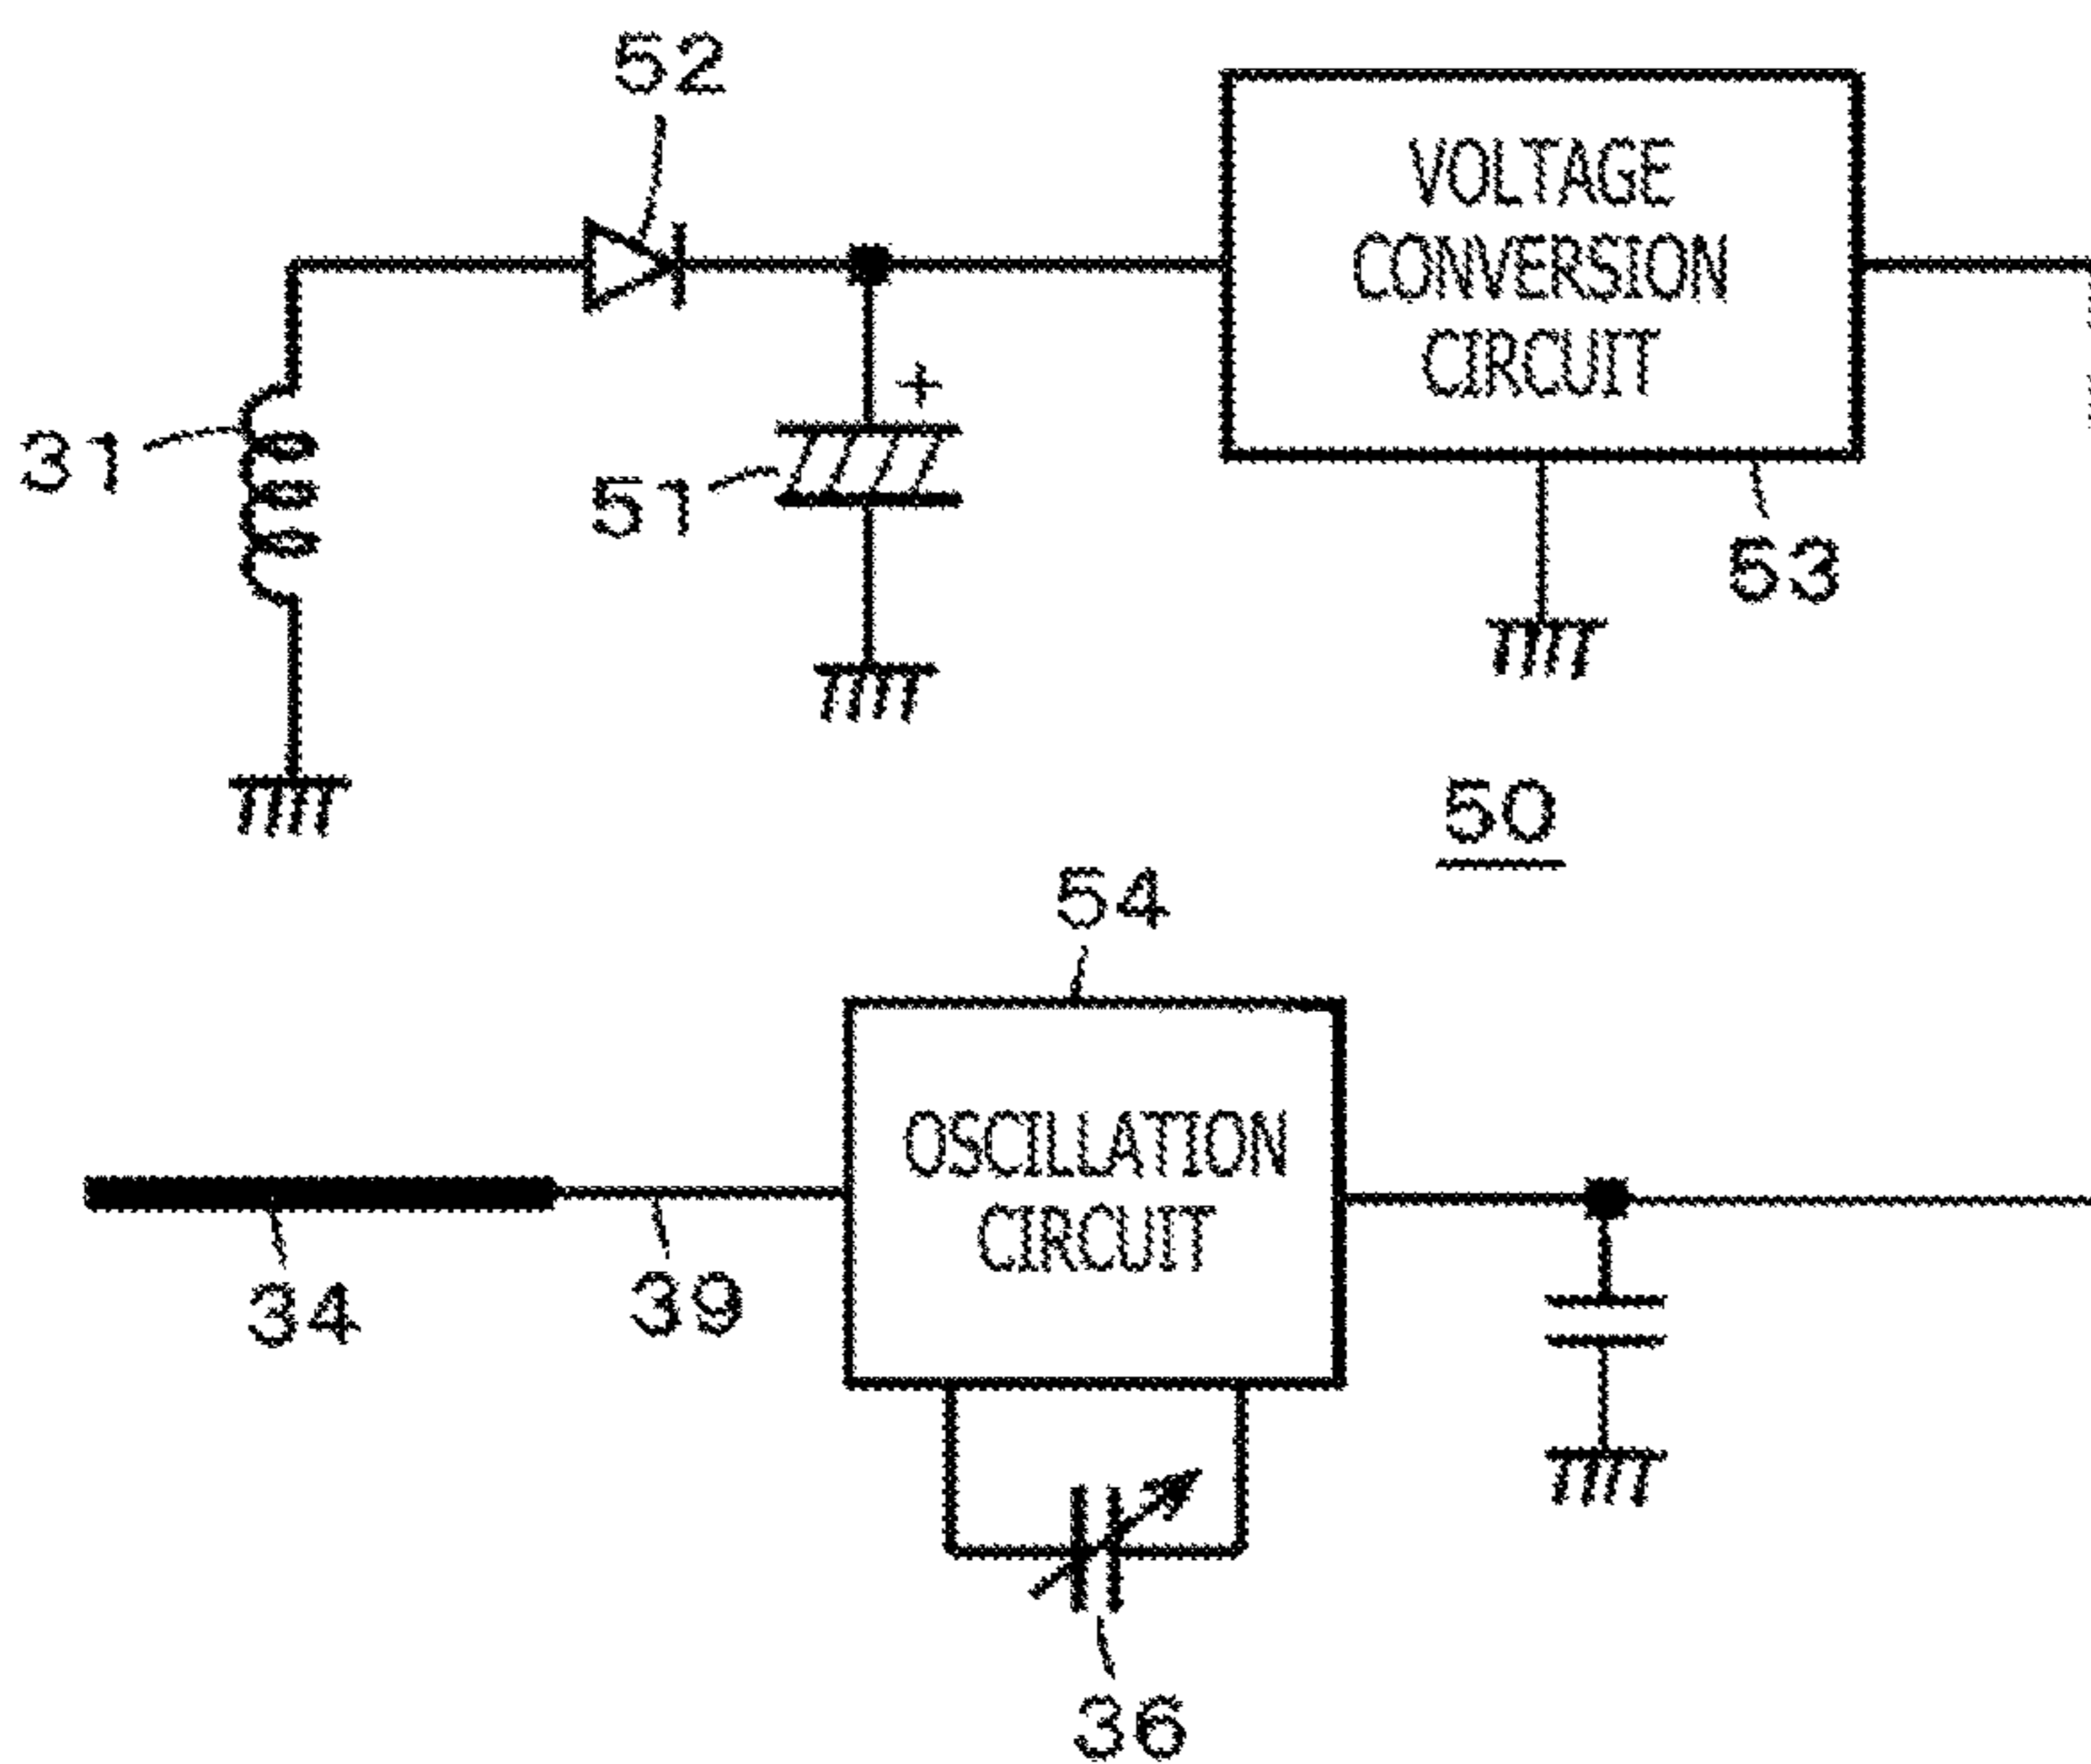 52
VOLTAGE
CONVERSION
CIRCUIT
+
31
51
53
50
54
OSCILLATION
CIRCUIT
34
39
36